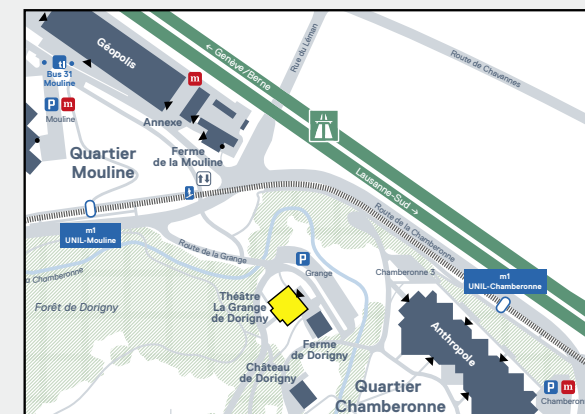 Géopolis
← Genève/Berne
Rue du Léman
Route de Chavannes
tl
Bus 31
Mouline
m
P m
Mouline
Annexe
Ferme
de la Mouline
Quartier
Mouline
Lausanne-Sud →
m1
UNIL-Mouline
Route de la Chamberonne
Route de la Grange
P
Grange
Chamberonne 3
m1
UNIL-Chamberonne
a Chamberonne
Forêt de Dorigny
Théâtre
La Grange
de Dorigny
Ferme
de Dorigny
Anthropole
Château
de Dorigny
Quartier
Chamberonne
P m
Chamberon